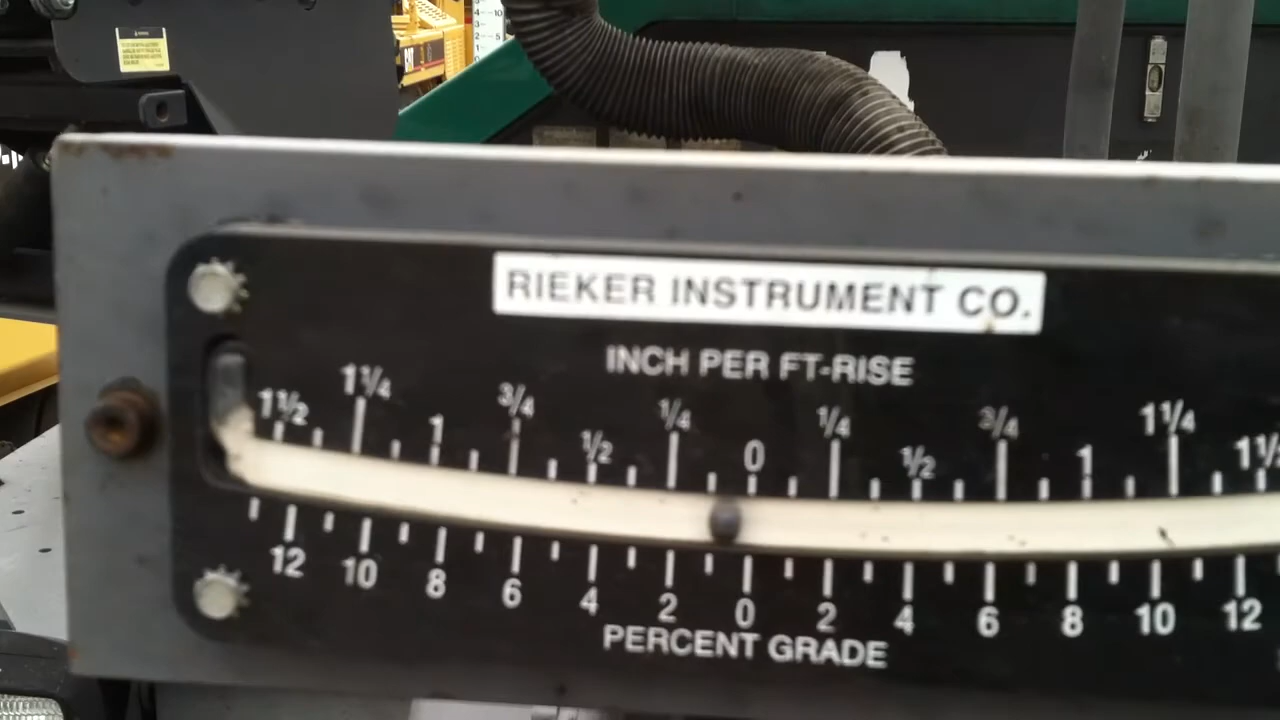 CAT
RIEKER INSTRUMENT CO.
INCH PER FT-RISE
1½ 1¼ 1 ¾ ½ ¼ 0 ¼ ½ ¾ 1 1¼ 1½
12 10 8 6 4 2 0 2 4 6 8 10 12
PERCENT GRADE